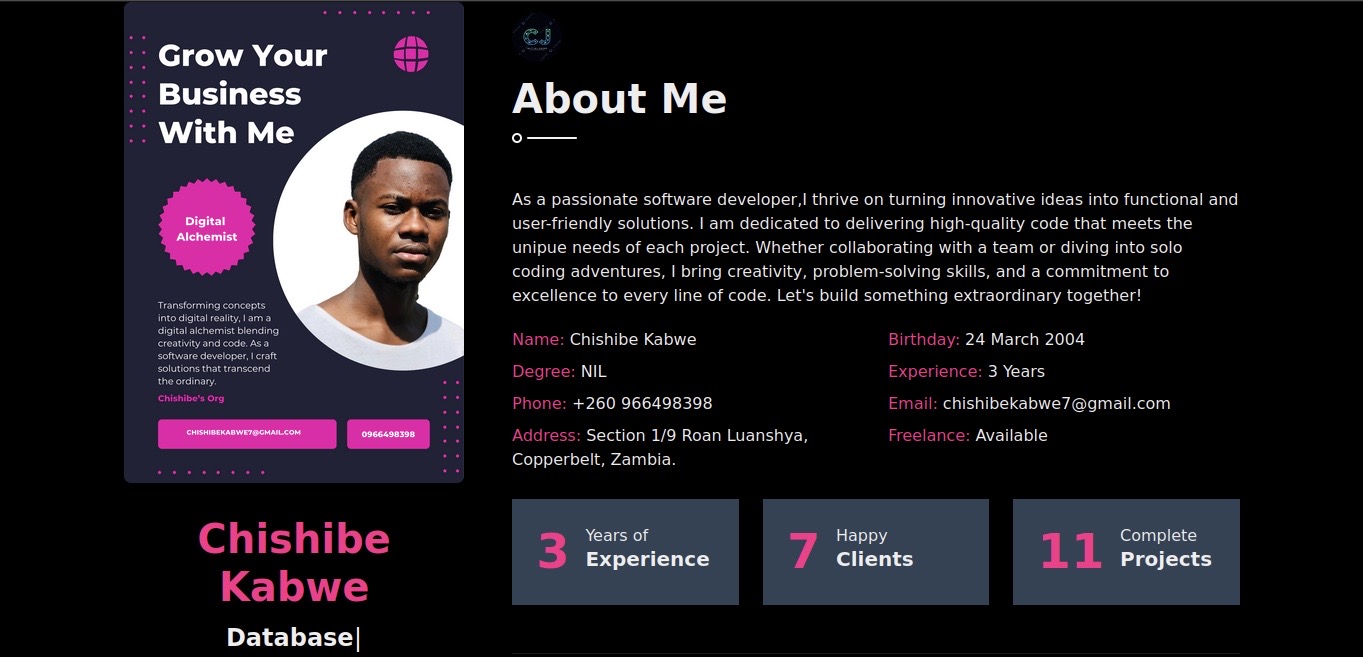 Grow Your
Business
With Me
Digital
Alchemist
Transforming concepts
into digital reality, I am a
digital alchemist blending
creativity and code. As a
software developer, I craft
solutions that transcend
the ordinary.
Chishibe's Org
CHISHIBEKABWE7@GMAIL.COM
0966498398
Chishibe
Kabwe
Database|
CJ
About Me
As a passionate software developer,I thrive on turning innovative ideas into functional and
user-friendly solutions. I am dedicated to delivering high-quality code that meets the
unipue needs of each project. Whether collaborating with a team or diving into solo
coding adventures, I bring creativity, problem-solving skills, and a commitment to
excellence to every line of code. Let's build something extraordinary together!
Name: Chishibe Kabwe
Birthday: 24 March 2004
Degree: NIL
Experience: 3 Years
Phone: +260 966498398
Email: chishibekabwe7@gmail.com
Address: Section 1/9 Roan Luanshya,
Copperbelt, Zambia.
Freelance: Available
3 Years of
Experience
7 Happy
Clients
11 Complete
Projects